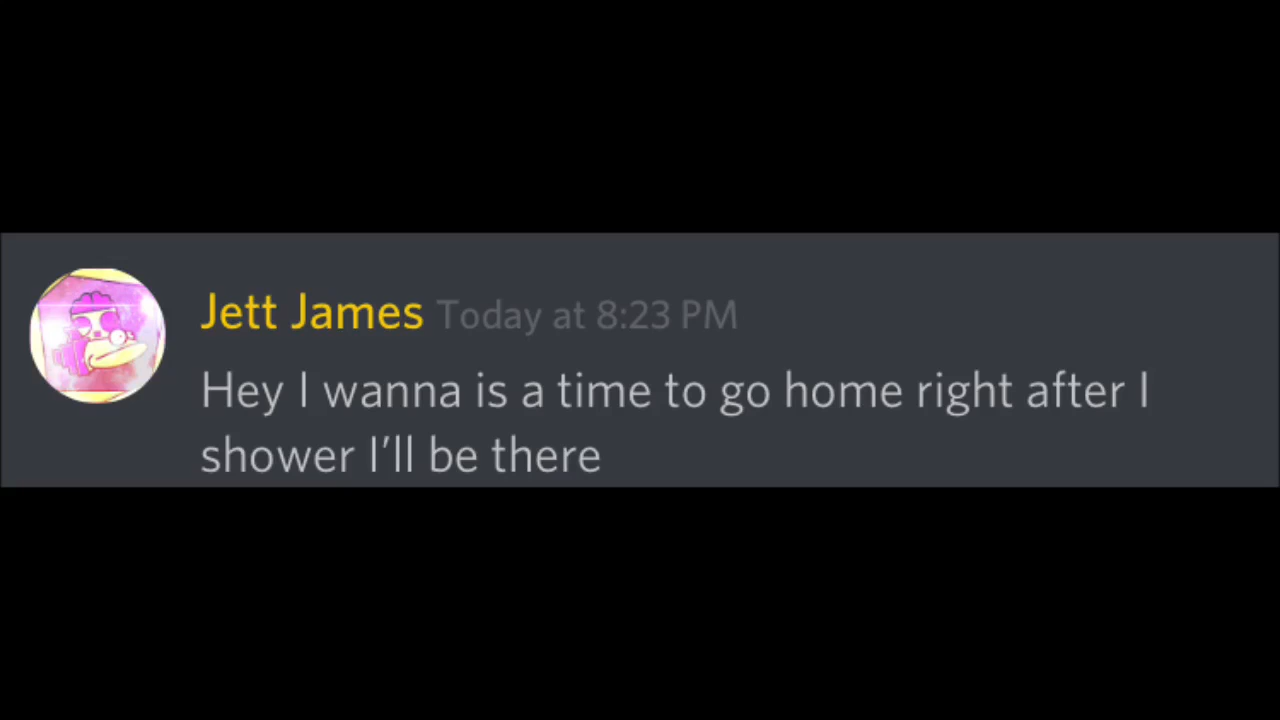 Jett James Today at 8:23 PM
Hey I wanna is a time to go home right after I
shower I’ll be there